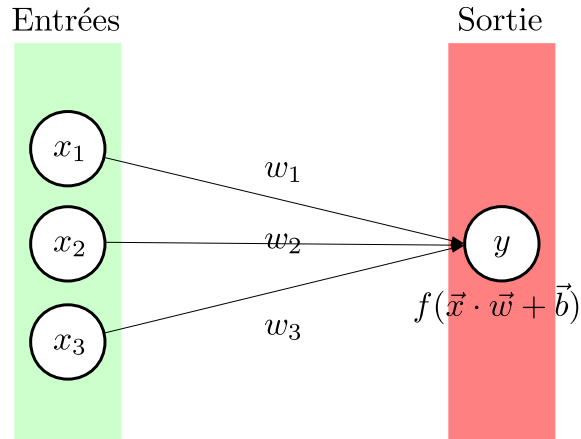 Entrées
Sortie
x₁
w₁
x₂
w₂
y
f(x⃗ · w⃗ + b⃗)
x₃
w₃